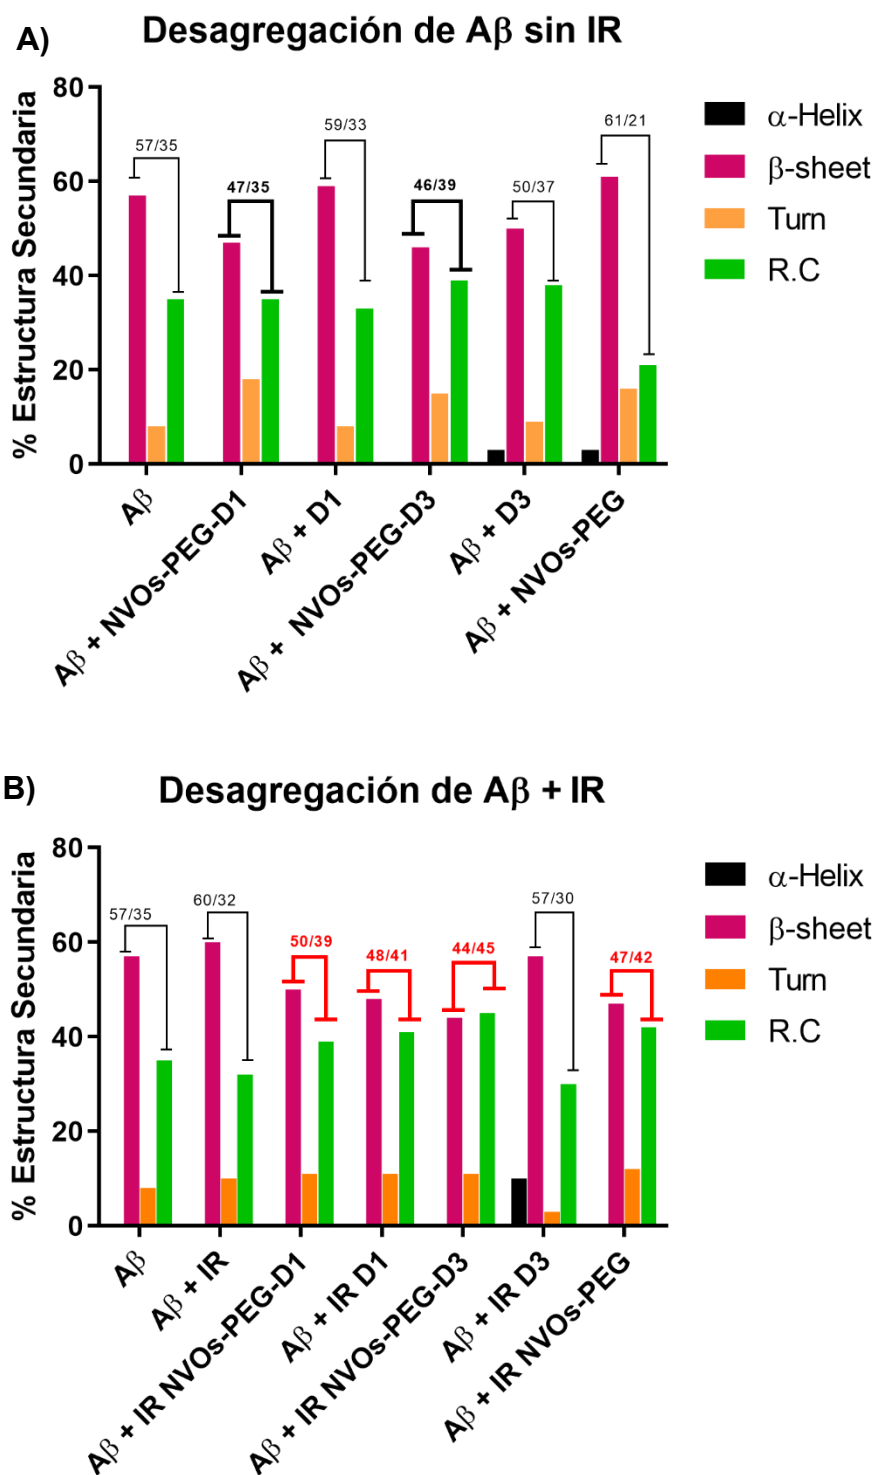 A)
Desagregación de Aβ sin IR
% Estructura Secundaria
80
60
40
20
0
57/35
47/35
59/33
46/39
50/37
61/21
α-Helix
β-sheet
Turn
R.C
Aβ
Aβ + NVOs-PEG-D1
Aβ + D1
Aβ + NVOs-PEG-D3
Aβ + D3
Aβ + NVOs-PEG
B)
Desagregación de Aβ + IR
% Estructura Secundaria
80
60
40
20
0
57/35
60/32
50/39
48/41
44/45
57/30
47/42
α-Helix
β-sheet
Turn
R.C
Aβ
Aβ + IR
Aβ + IR NVOs-PEG-D1
Aβ + IR D1
Aβ + IR NVOs-PEG-D3
Aβ + IR D3
Aβ + IR NVOs-PEG